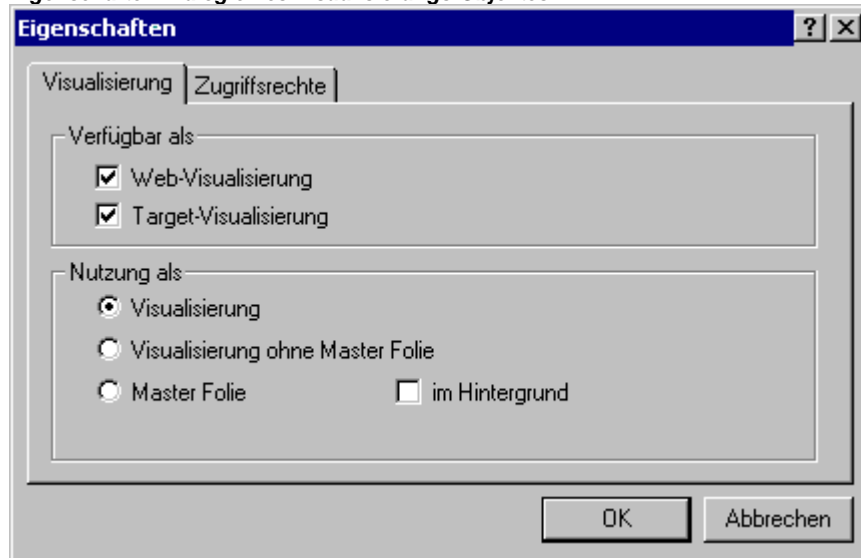 Eigenschaften
Visualisierung Zugriffsrechte
Verfügbar als
Web-Visualisierung
Target-Visualisierung
Nutzung als
Visualisierung
Visualisierung ohne Master Folie
Master Folie im Hintergrund
OK Abbrechen